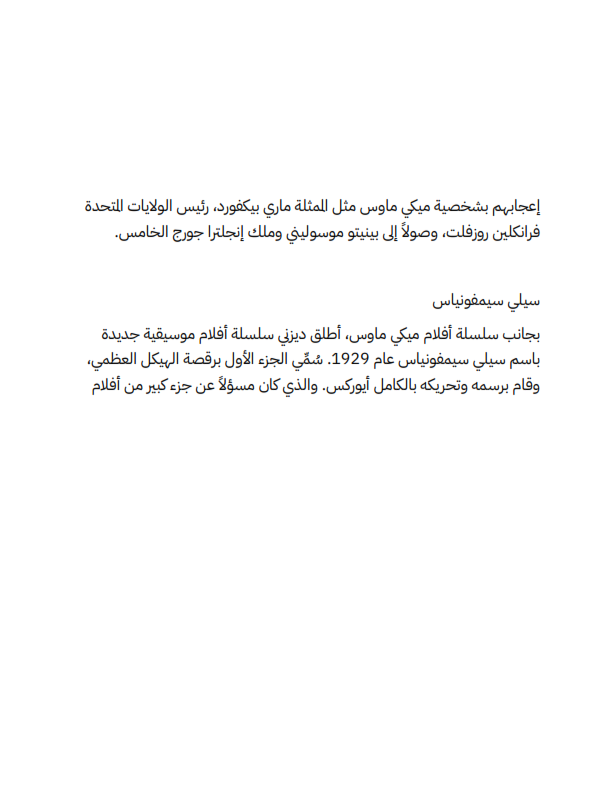 إعجابهم بشخصية ميكي ماوس مثل الممثلة ماري بيكفورد، رئيس الولايات المتحدة
فرانكلين روزفلت، وصولاً إلى بينيتو موسوليني وملك إنجلترا جورج الخامس.
سيلي سيمفونياس
بجانب سلسلة أفلام ميكي ماوس، أطلق ديزني سلسلة أفلام موسيقية جديدة
باسم سيلي سيمفونياس عام 1929. سُمِّي الجزء الأول برقصة الهيكل العظمي،
وقام برسمه وتحريكه بالكامل أيوركس. والذي كان مسؤلاً عن جزء كبير من أفلام